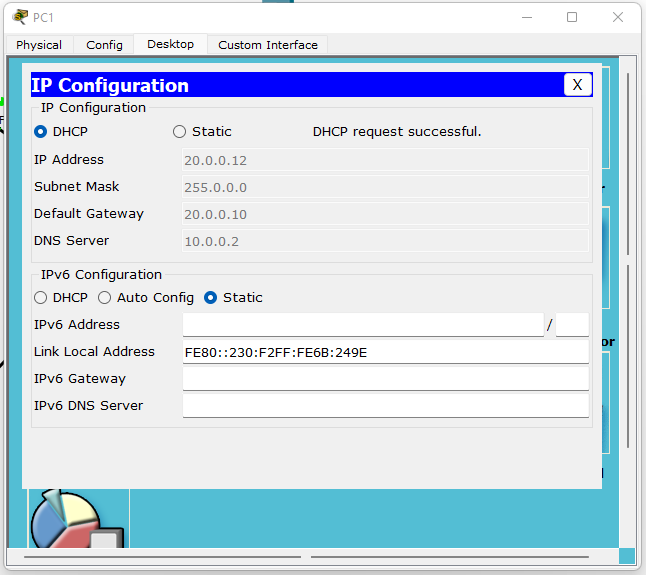 PC1
Physical Config Desktop Custom Interface
IP Configuration X
IP Configuration
DHCP Static DHCP request successful.
IP Address 20.0.0.12
Subnet Mask 255.0.0.0
Default Gateway 20.0.0.10
DNS Server 10.0.0.2
IPv6 Configuration
DHCP Auto Config Static
IPv6 Address /
Link Local Address FE80::230:F2FF:FE6B:249E
IPv6 Gateway
IPv6 DNS Server
or